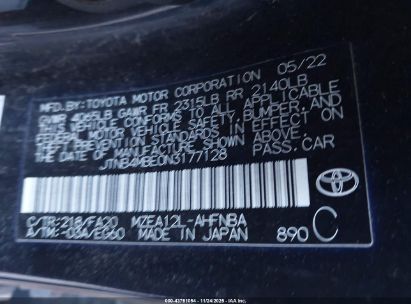 MFD.BY:TOYOTA MOTOR CORPORATION 05/22
GVWR 4065LB GAWR FR 2315LB RR 2140LB
THIS VEHICLE CONFORMS TO ALL APPLICABLE
FEDERAL MOTOR VEHICLE SAFETY, BUMPER, AND
THEFT PREVENTION STANDARDS IN EFFECT ON
THE DATE OF MANUFACTURE SHOWN ABOVE.
JTNB4MBE0N3177128 PASS.CAR
C/TR:218/FA20 MZEA12L-AHFNBA
A/TM:-03A/EG60 MADE IN JAPAN 890 C
TOYOTA